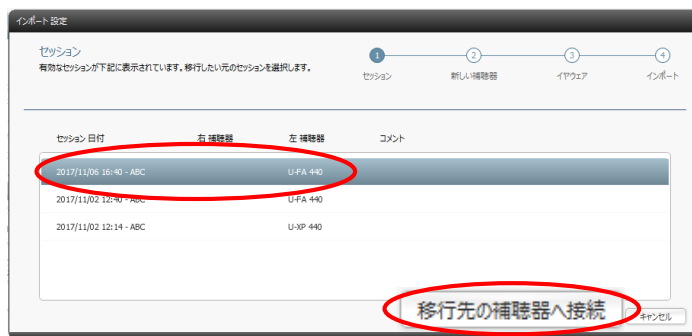 インポート設定
セッション
有効なセッションが下記に表示されています。移行したい元のセッションを選択します。
1 2 3 4
セッション 新しい補聴器 イヤウェア インポート
セッション日付 右 補聴器 左 補聴器 コメント
2017/11/06 16:40 - ABC U-FA 440
2017/11/02 12:40 - ABC U-FA 440
2017/11/02 12:14 - ABC U-XP 440
移行先の補聴器へ接続
キャンセル